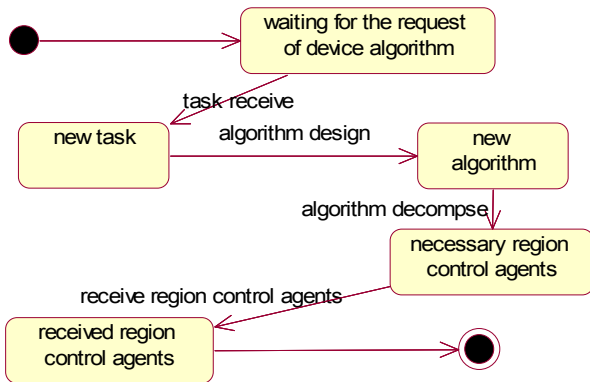 waiting for the request
of device algorithm
task receive
new task
algorithm design
new
algorithm
algorithm decompse
necessary region
control agents
receive region control agents
received region
control agents